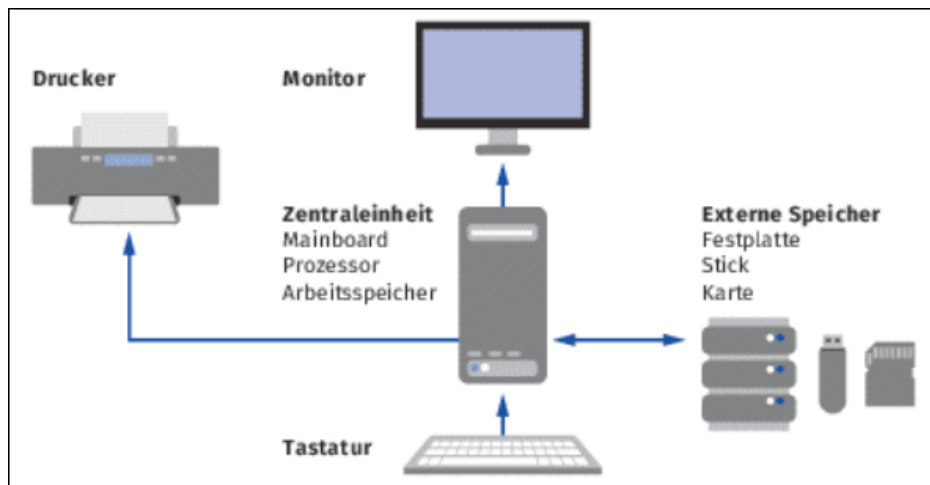 Drucker
Monitor
Zentraleinheit
Mainboard
Prozessor
Arbeitsspeicher
Externe Speicher
Festplatte
Stick
Karte
Tastatur